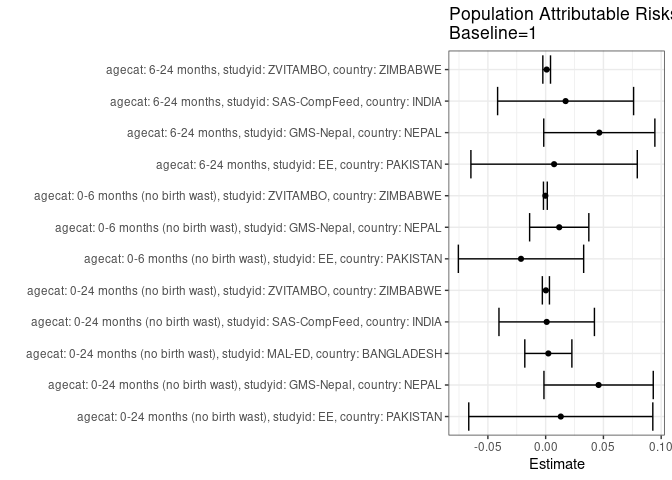 Population Attributable Risks
Baseline=1
agecat: 6-24 months, studyid: ZVITAMBO, country: ZIMBABWE
agecat: 6-24 months, studyid: SAS-CompFeed, country: INDIA
agecat: 6-24 months, studyid: GMS-Nepal, country: NEPAL
agecat: 6-24 months, studyid: EE, country: PAKISTAN
agecat: 0-6 months (no birth wast), studyid: ZVITAMBO, country: ZIMBABWE
agecat: 0-6 months (no birth wast), studyid: GMS-Nepal, country: NEPAL
agecat: 0-6 months (no birth wast), studyid: EE, country: PAKISTAN
agecat: 0-24 months (no birth wast), studyid: ZVITAMBO, country: ZIMBABWE
agecat: 0-24 months (no birth wast), studyid: SAS-CompFeed, country: INDIA
agecat: 0-24 months (no birth wast), studyid: MAL-ED, country: BANGLADESH
agecat: 0-24 months (no birth wast), studyid: GMS-Nepal, country: NEPAL
agecat: 0-24 months (no birth wast), studyid: EE, country: PAKISTAN
-0.05 0.00 0.05 0.10
Estimate